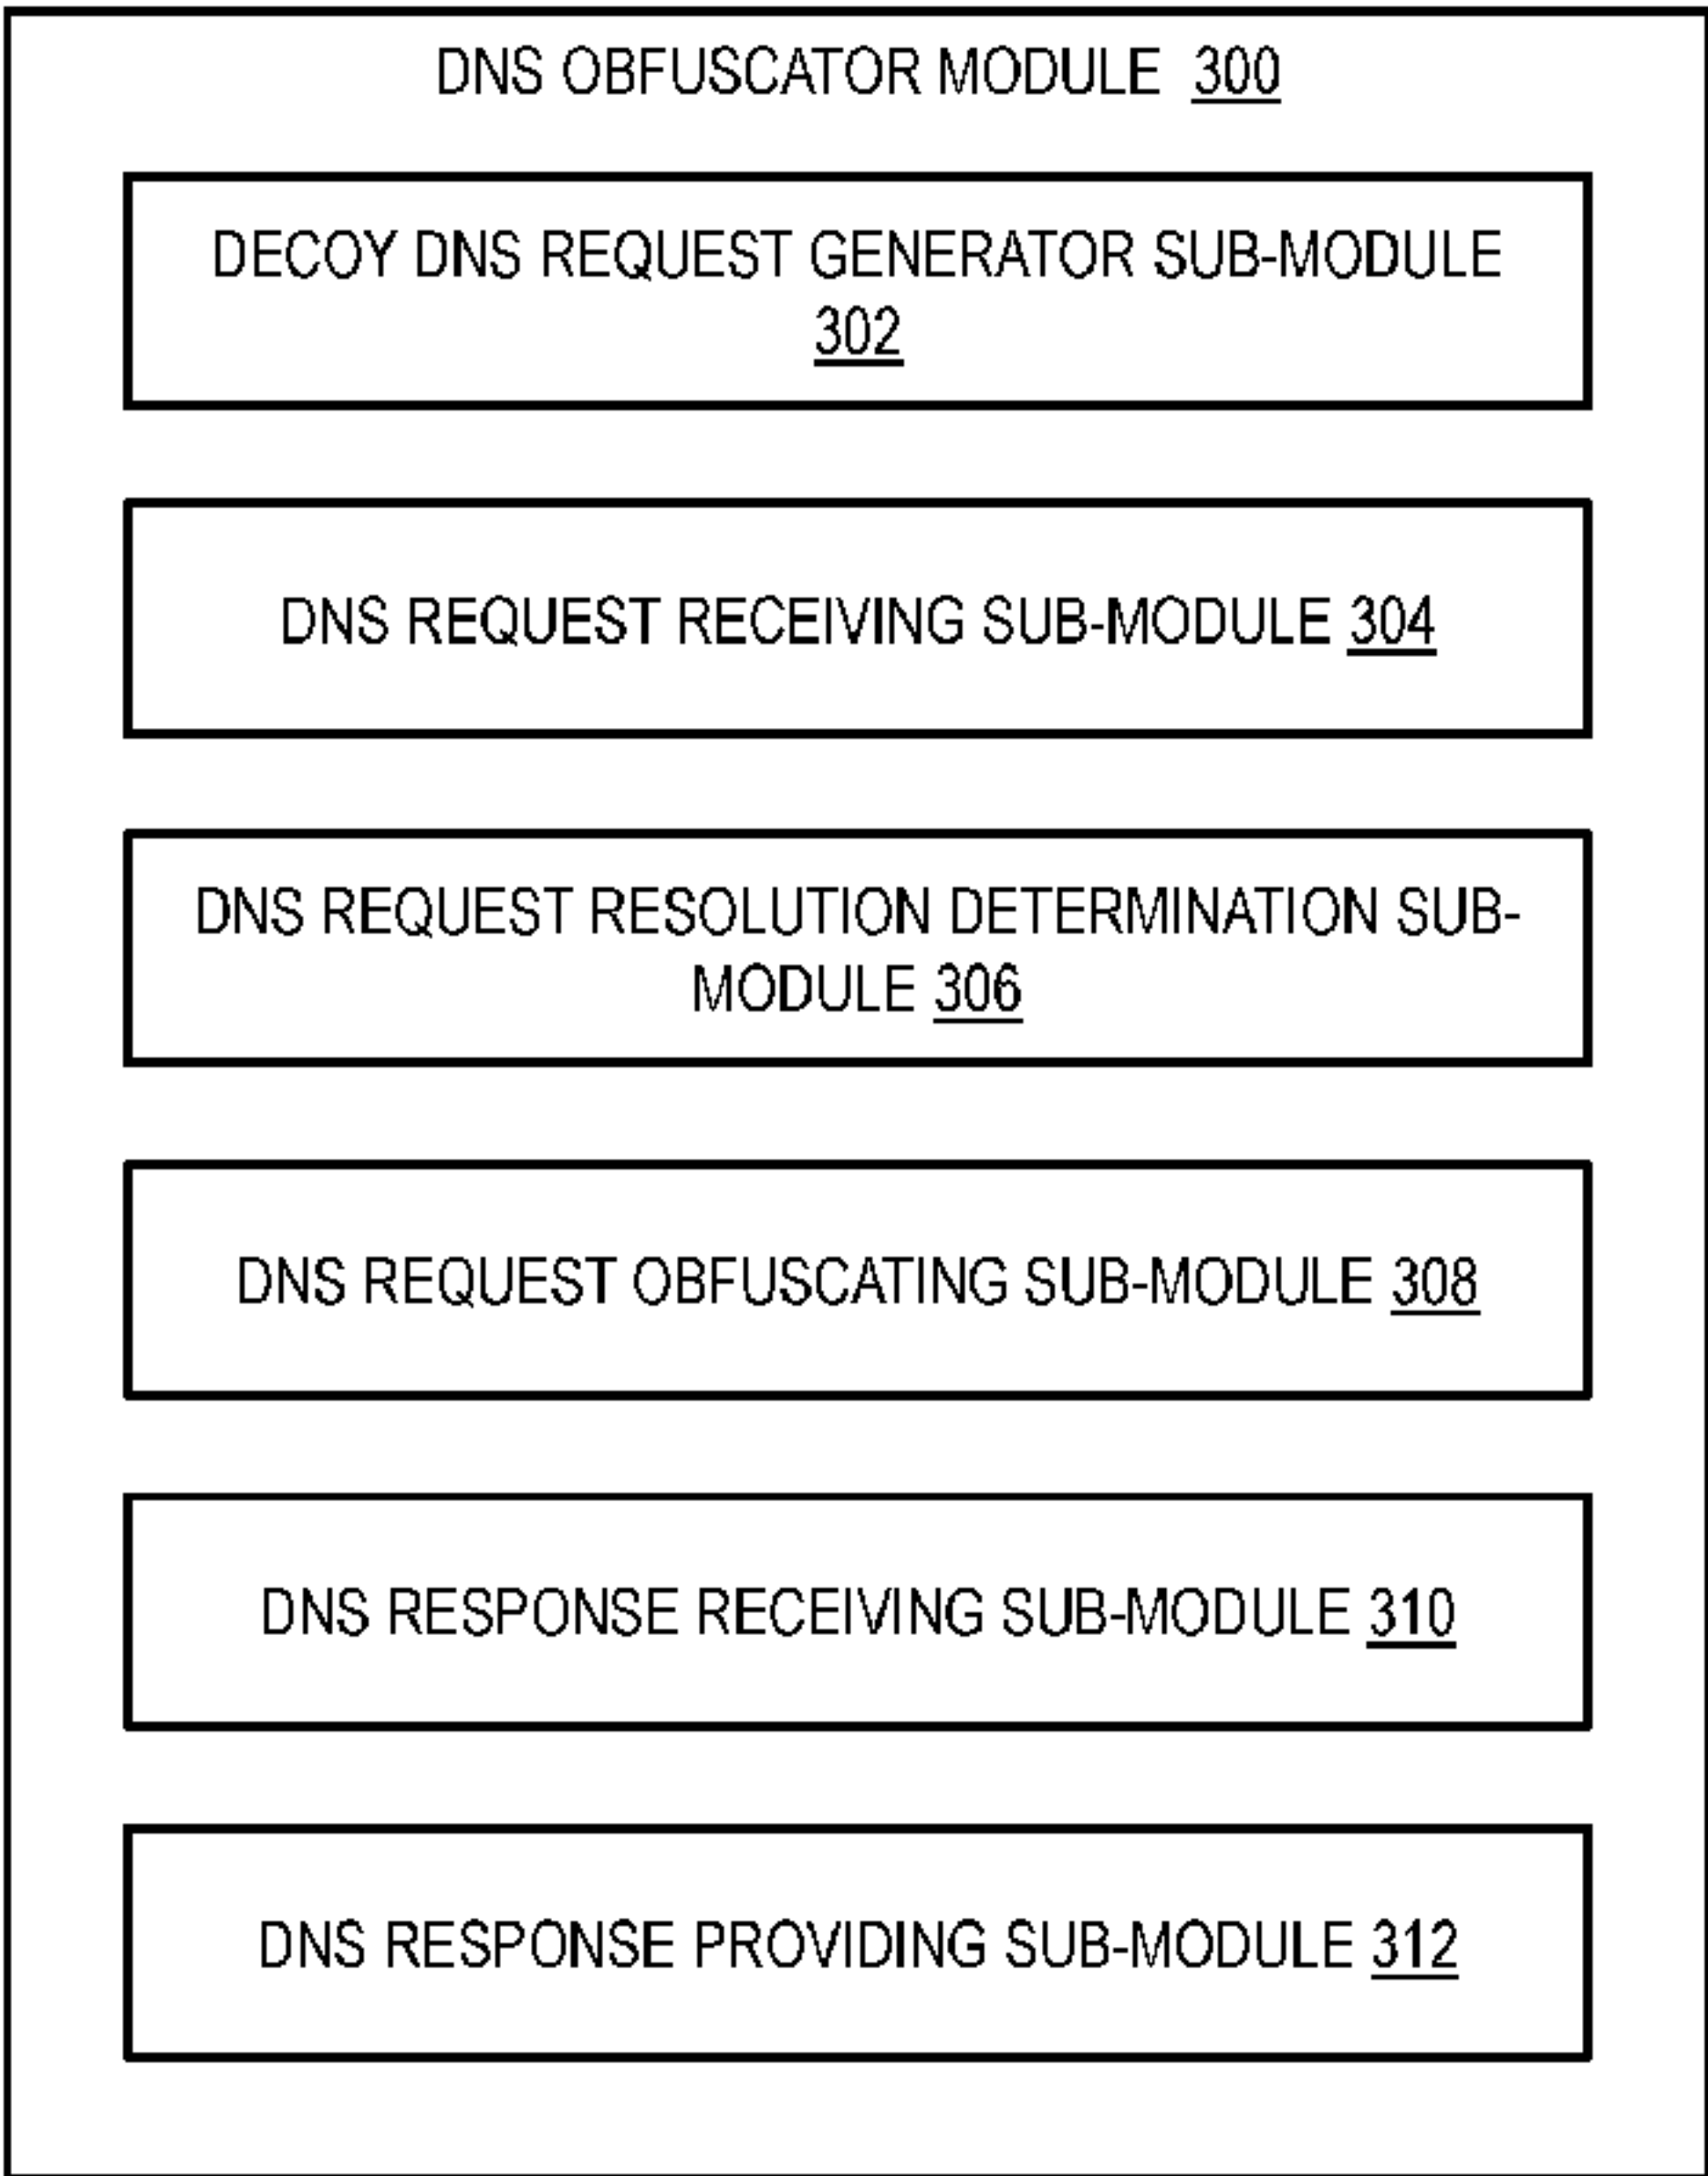 DNS OBFUSCATOR MODULE 300
DECOY DNS REQUEST GENERATOR SUB-MODULE
302
DNS REQUEST RECEIVING SUB-MODULE 304
DNS REQUEST RESOLUTION DETERMINATION SUB-
MODULE 306
DNS REQUEST OBFUSCATING SUB-MODULE 308
DNS RESPONSE RECEIVING SUB-MODULE 310
DNS RESPONSE PROVIDING SUB-MODULE 312